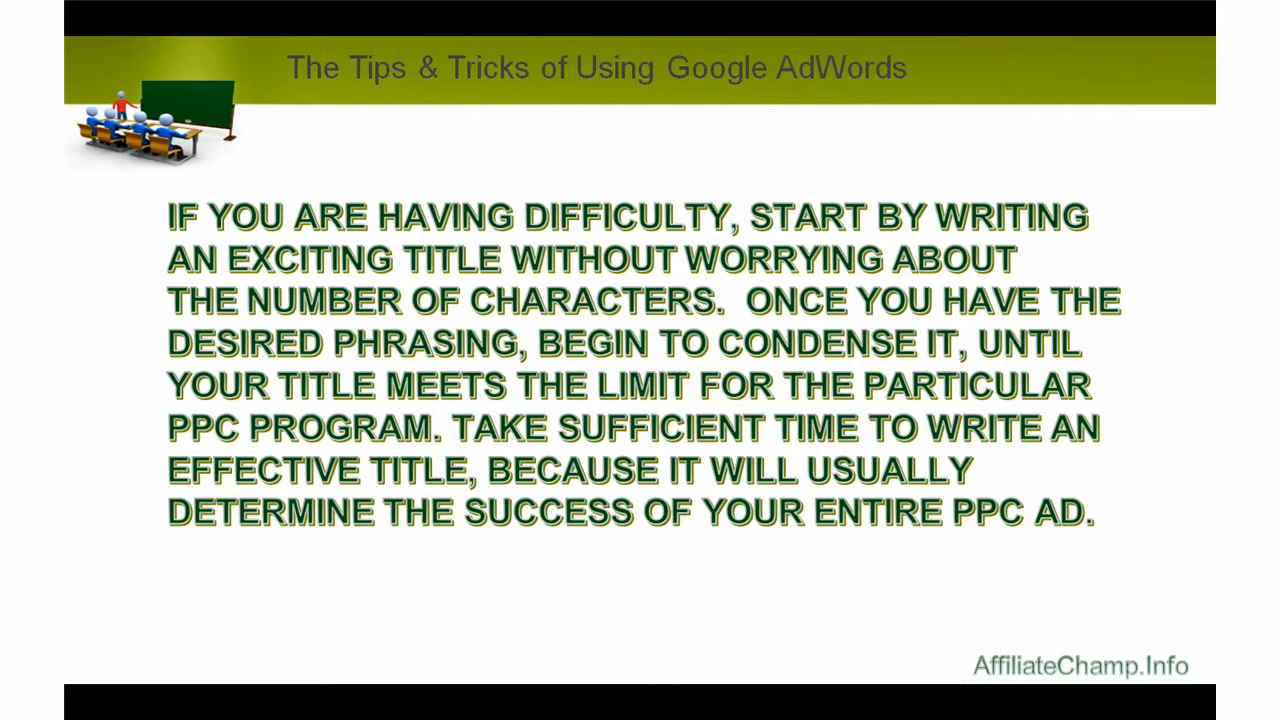 The Tips & Tricks of Using Google AdWords
IF YOU ARE HAVING DIFFICULTY, START BY WRITING
AN EXCITING TITLE WITHOUT WORRYING ABOUT
THE NUMBER OF CHARACTERS.  ONCE YOU HAVE THE
DESIRED PHRASING, BEGIN TO CONDENSE IT, UNTIL
YOUR TITLE MEETS THE LIMIT FOR THE PARTICULAR
PPC PROGRAM. TAKE SUFFICIENT TIME TO WRITE AN
EFFECTIVE TITLE, BECAUSE IT WILL USUALLY
DETERMINE THE SUCCESS OF YOUR ENTIRE PPC AD.
AffiliateChamp.Info